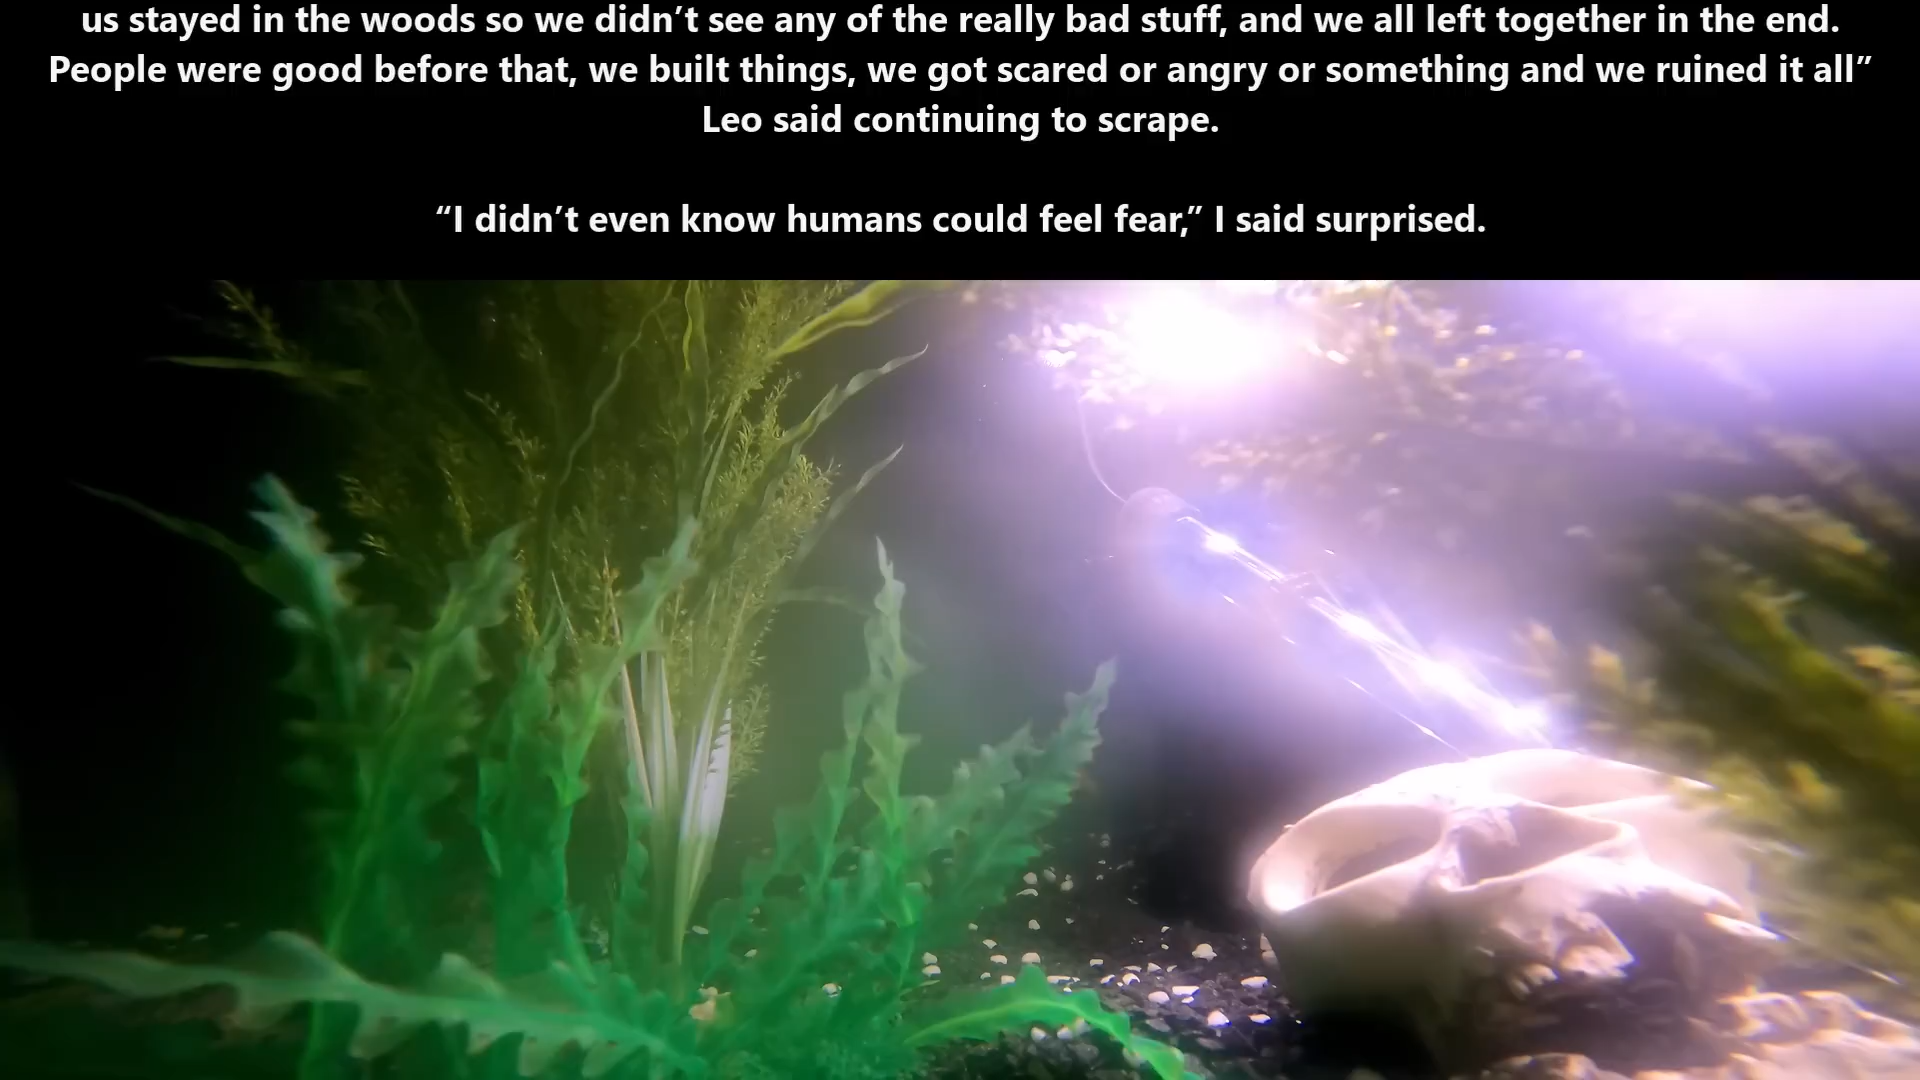 us stayed in the woods so we didn’t see any of the really bad stuff, and we all left together in the end.
People were good before that, we built things, we got scared or angry or something and we ruined it all”
Leo said continuing to scrape.
“I didn’t even know humans could feel fear,” I said surprised.